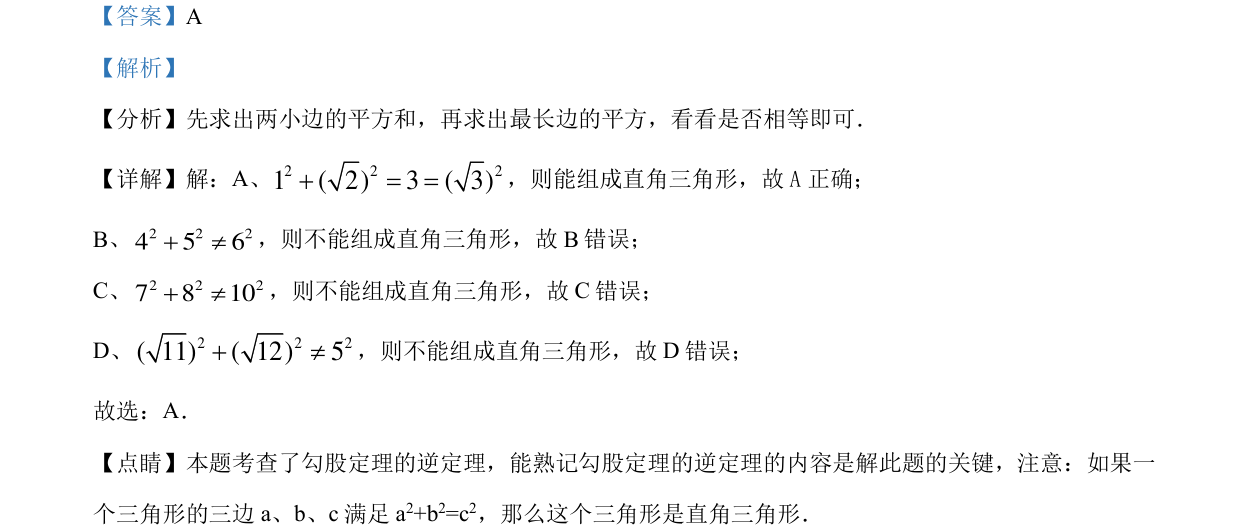 【答案】A
【解析】
【分析】先求出两小边的平方和，再求出最长边的平方，看看是否相等即可．
【详解】解：A、1²+(√2)²=3=(√3)²，则能组成直角三角形，故 A 正确；
B、4²+5²≠6²，则不能组成直角三角形，故 B 错误；
C、7²+8²≠10²，则不能组成直角三角形，故 C 错误；
D、(√11)²+(√12)²≠5²，则不能组成直角三角形，故 D 错误；
故选：A．
【点睛】本题考查了勾股定理的逆定理，能熟记勾股定理的逆定理的内容是解此题的关键，注意：如果一
个三角形的三边 a、b、c 满足 a²+b²=c²，那么这个三角形是直角三角形．